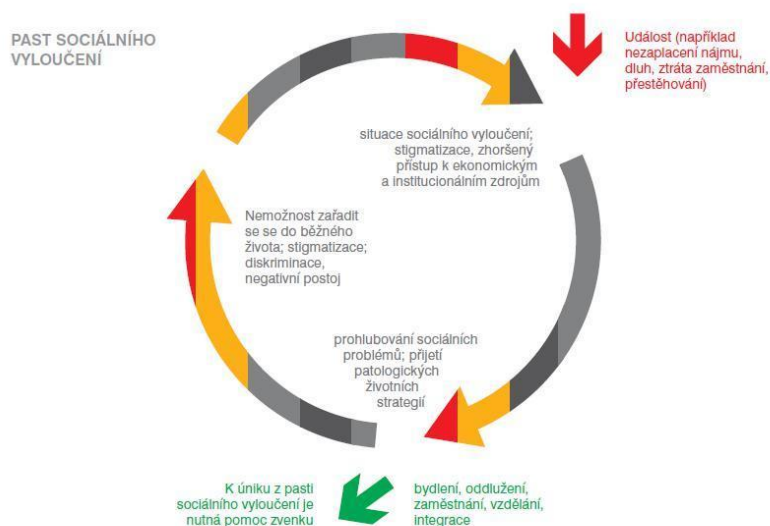 PAST SOCIÁLNÍHO
VYLOUČENÍ
Událost (například
nezaplacení nájmu,
dluh, ztráta zaměstnání,
přestěhování)
situace sociálního vyloučení;
stigmatizace, zhoršený
přístup k ekonomickým
a institucionálním zdrojům
Nemožnost zařadit
se se do běžného
života; stigmatizace;
diskriminace,
negativní postoj
prohlubování sociálních
problémů; přijetí
patologických
životních
strategií
K úniku z pasti
sociálního vyloučení je
nutná pomoc zvenku
bydlení, oddlužení,
zaměstnání, vzdělání,
integrace